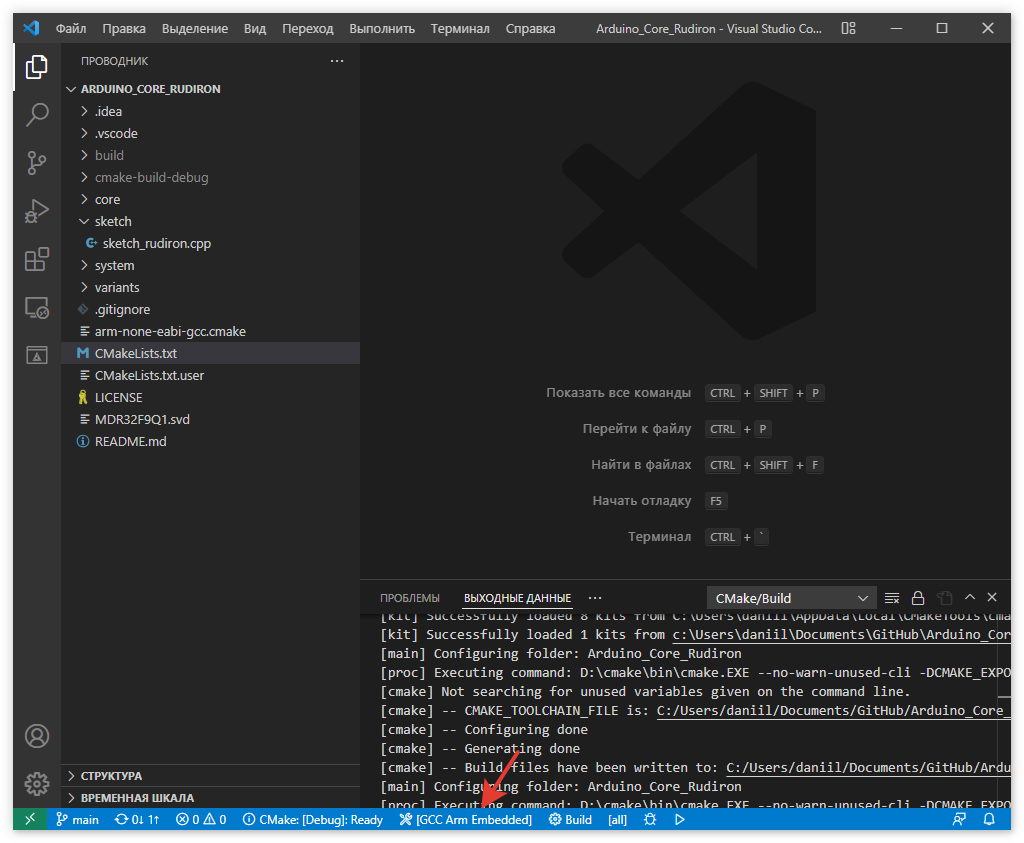 Файл Правка Выделение Вид Переход Выполнить Терминал Справка Arduino_Core_Rudiron - Visual Studio Co...
ПРОВОДНИК
ARDUINO_CORE_RUDIRON
.idea
.vscode
build
cmake-build-debug
core
sketch
sketch_rudiron.cpp
system
variants
.gitignore
arm-none-eabi-gcc.cmake
CMakeLists.txt
CMakeLists.txt.user
LICENSE
MDR32F9Q1.svd
README.md
СТРУКТУРА
ВРЕМЕННАЯ ШКАЛА
Показать все команды CTRL + SHIFT + P
Перейти к файлу CTRL + P
Найти в файлах CTRL + SHIFT + F
Начать отладку F5
Терминал CTRL + `
ПРОБЛЕМЫ ВЫХОДНЫЕ ДАННЫЕ ... CMake/Build
[kit] Successfully loaded 8 kits from C:\Users\daniil\AppData\Local\CMakeTools\cma
[kit] Successfully loaded 1 kits from c:\Users\daniil\Documents\GitHub\Arduino_Cor
[main] Configuring folder: Arduino_Core_Rudiron
[proc] Executing command: D:\cmake\bin\cmake.EXE --no-warn-unused-cli -DCMAKE_EXPO
[cmake] Not searching for unused variables given on the command line.
[cmake] -- CMAKE_TOOLCHAIN_FILE is: C:/Users/daniil/Documents/GitHub/Arduino_Core_
[cmake] -- Configuring done
[cmake] -- Generating done
[cmake] -- Build files have been written to: C:/Users/daniil/Documents/GitHub/Ardu
[main] Configuring folder: Arduino_Core_Rudiron
[proc] Executing command: D:\cmake\bin\cmake.EXE --no-warn-unused-cli -DCMAKE_EXPO
main 0↓ 1↑ 0 0 CMake: [Debug]: Ready [GCC Arm Embedded] Build [all]